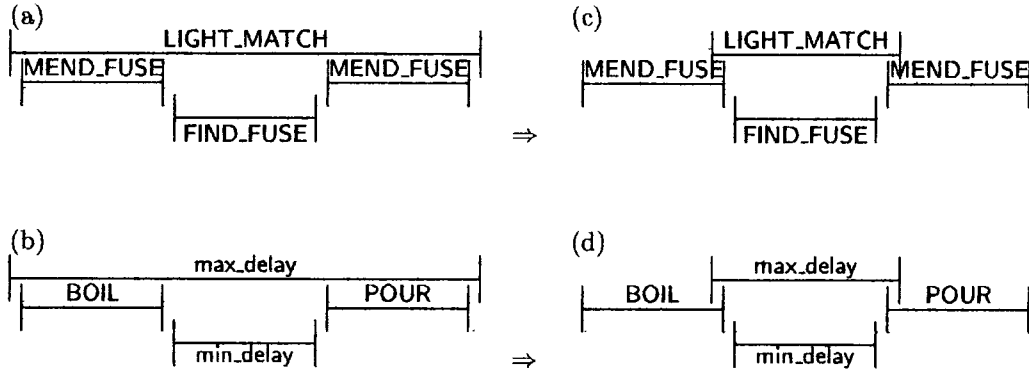 (a)
LIGHT_MATCH
MEND_FUSE MEND_FUSE
FIND_FUSE
⇒
(c)
LIGHT_MATCH
MEND_FUSE MEND_FUSE
FIND_FUSE
(b)
max_delay
BOIL POUR
min_delay
⇒
(d)
max_delay
BOIL POUR
min_delay